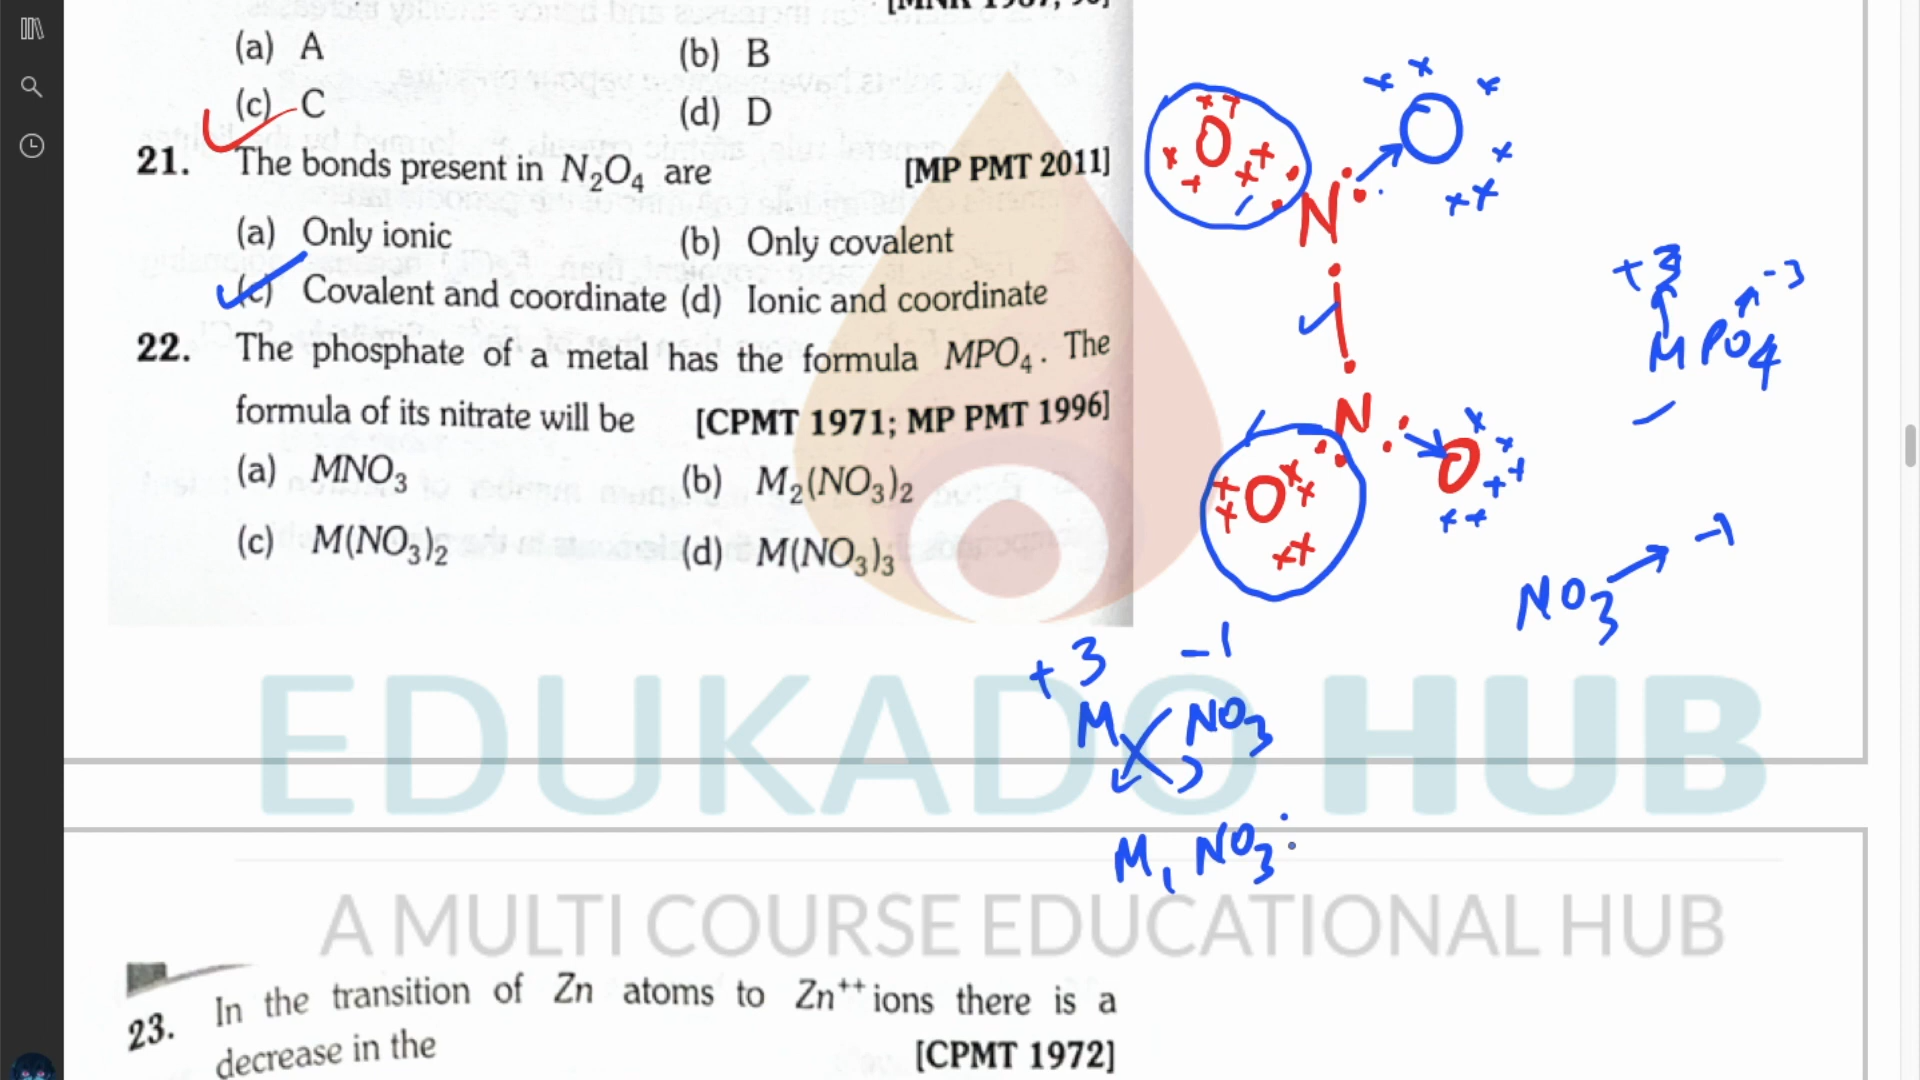 (a) A (b) B
(c) C (d) D
21. The bonds present in N₂O₄ are [MP PMT 2011]
(a) Only ionic (b) Only covalent
(c) Covalent and coordinate (d) Ionic and coordinate
22. The phosphate of a metal has the formula MPO₄. The
formula of its nitrate will be [CPMT 1971; MP PMT 1996]
(a) MNO₃ (b) M₂(NO₃)₂
(c) M(NO₃)₂ (d) M(NO₃)₃
EDUKADO HUB
A MULTI COURSE EDUCATIONAL HUB
23. In the transition of Zn atoms to Zn⁺⁺ ions there is a
decrease in the [CPMT 1972]
O N O
N
O O
+3 -3
M PO4
NO3 -1
+3 -1
M NO3
M1 NO3